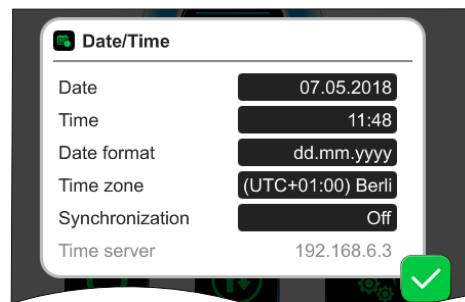 Date/Time
Date 07.05.2018
Time 11:48
Date format dd.mm.yyyy
Time zone (UTC+01:00) Berli
Synchronization Off
Time server 192.168.6.3